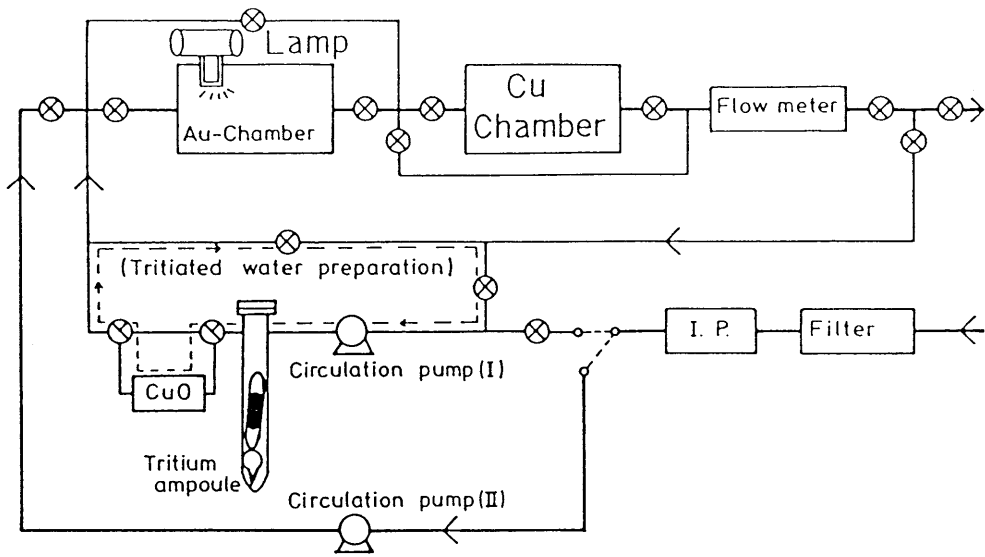 Lamp
Au-Chamber
Cu
Chamber
Flow meter
(Tritiated water preparation)
I. P.
Filter
Circulation pump(I)
CuO
Tritium
ampoule
Circulation pump(II)